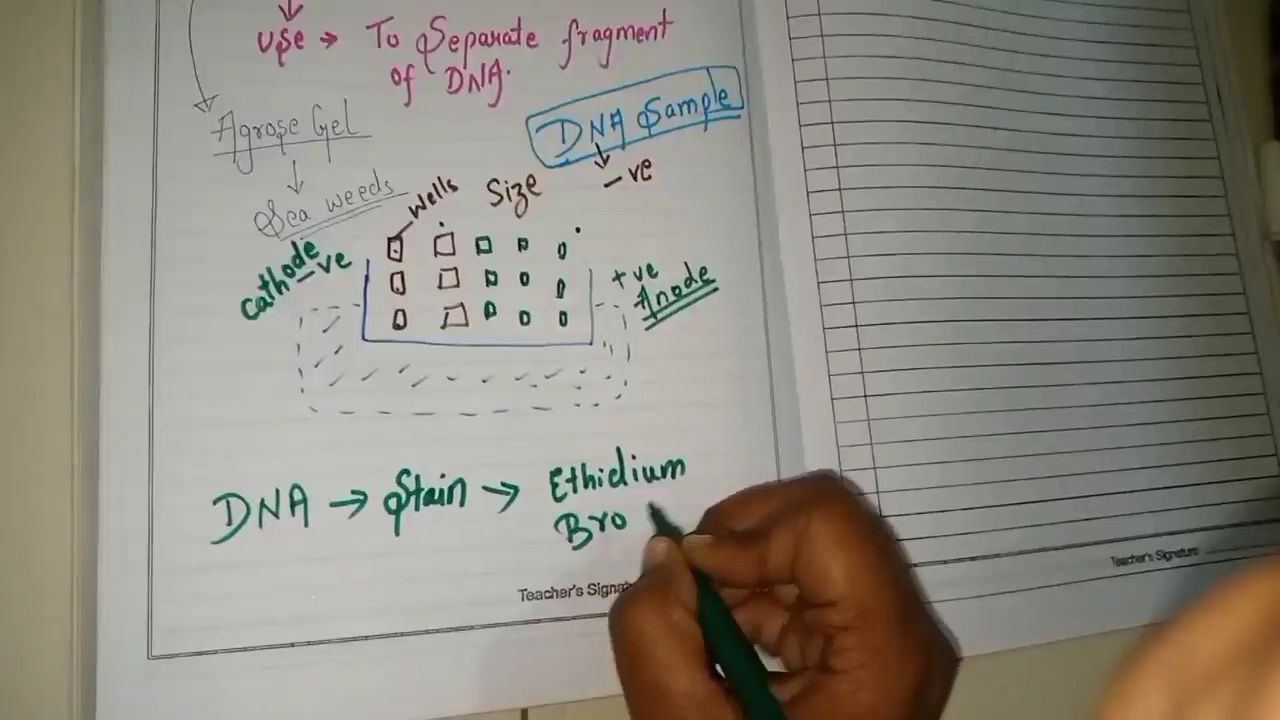 use → To Separate fragment
of DNA.
Agrose Gel
DNA Sample
↓
- ve
↓
Sea weeds
Wells
Size
Cathode
-ve
+ve
Anode
DNA → Stain → Ethidium
Bro
Teacher's Signa
Teacher's Signature